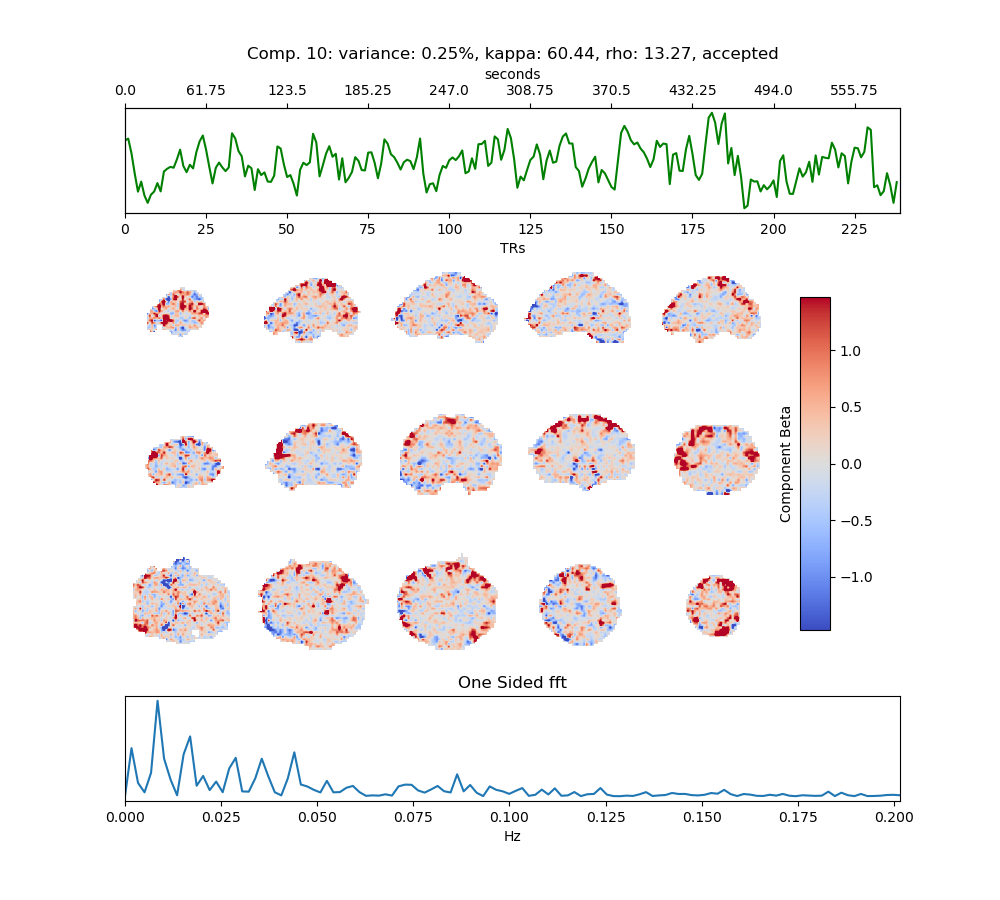 Comp. 10: variance: 0.25%, kappa: 60.44, rho: 13.27, accepted
seconds
0.0 61.75 123.5 185.25 247.0 308.75 370.5 432.25 494.0 555.75
0 25 50 75 100 125 150 175 200 225
TRs
1.0
0.5
0.0
−0.5
−1.0
Component Beta
One Sided fft
0.000 0.025 0.050 0.075 0.100 0.125 0.150 0.175 0.200
Hz